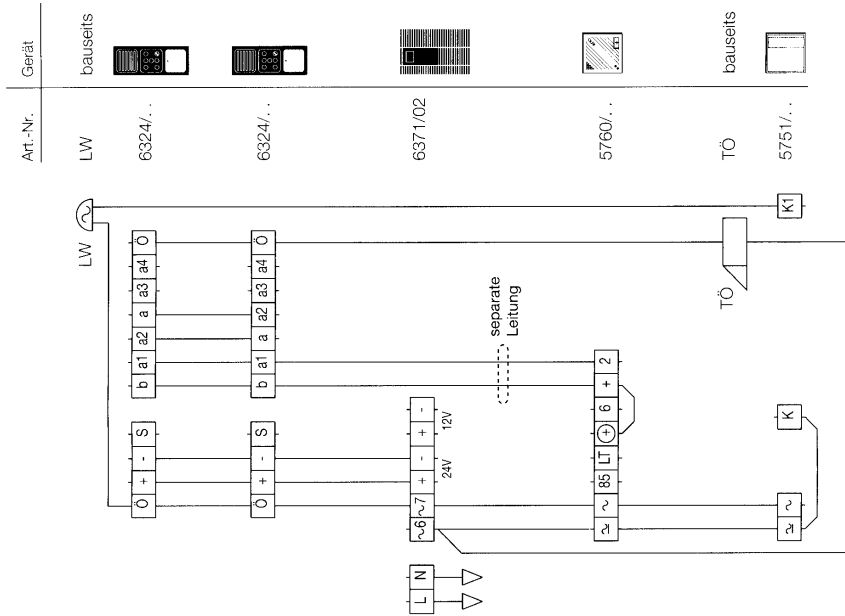 Art.-Nr. Gerät
LW bauseits
6324/. .
6324/. .
6371/02
5760/. .
TÖ bauseits
5751/. .
LW
Ö + - S b a1 a2 a a3 a4 Ö
Ö + - S b a1 a a2 a3 a4 Ö
L N ~6 ~7 + - + -
24V 12V
separate
Leitung
~ 85 LT + 6 + 2
TÖ
~ K K1